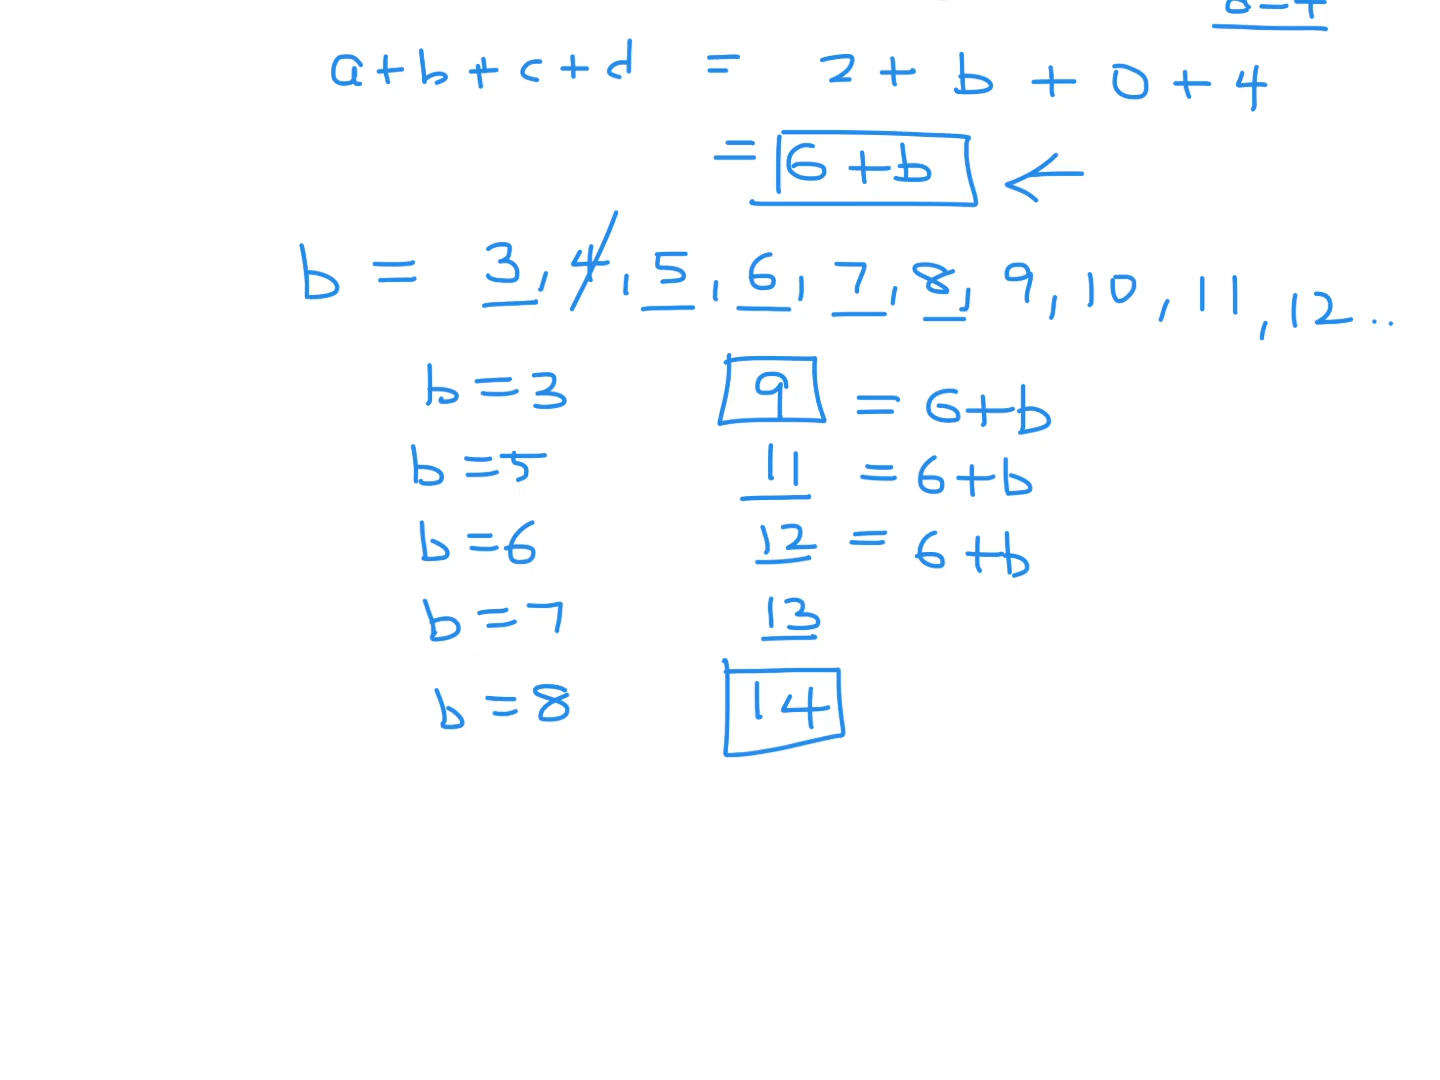 a+b+c+d = 2+b+0+4
= 6+b ←
b = 3, 4, 5, 6, 7, 8, 9, 10, 11, 12..
b=3 9 = 6+b
b=5 11 = 6+b
b=6 12 = 6+b
b=7 13
b=8 14